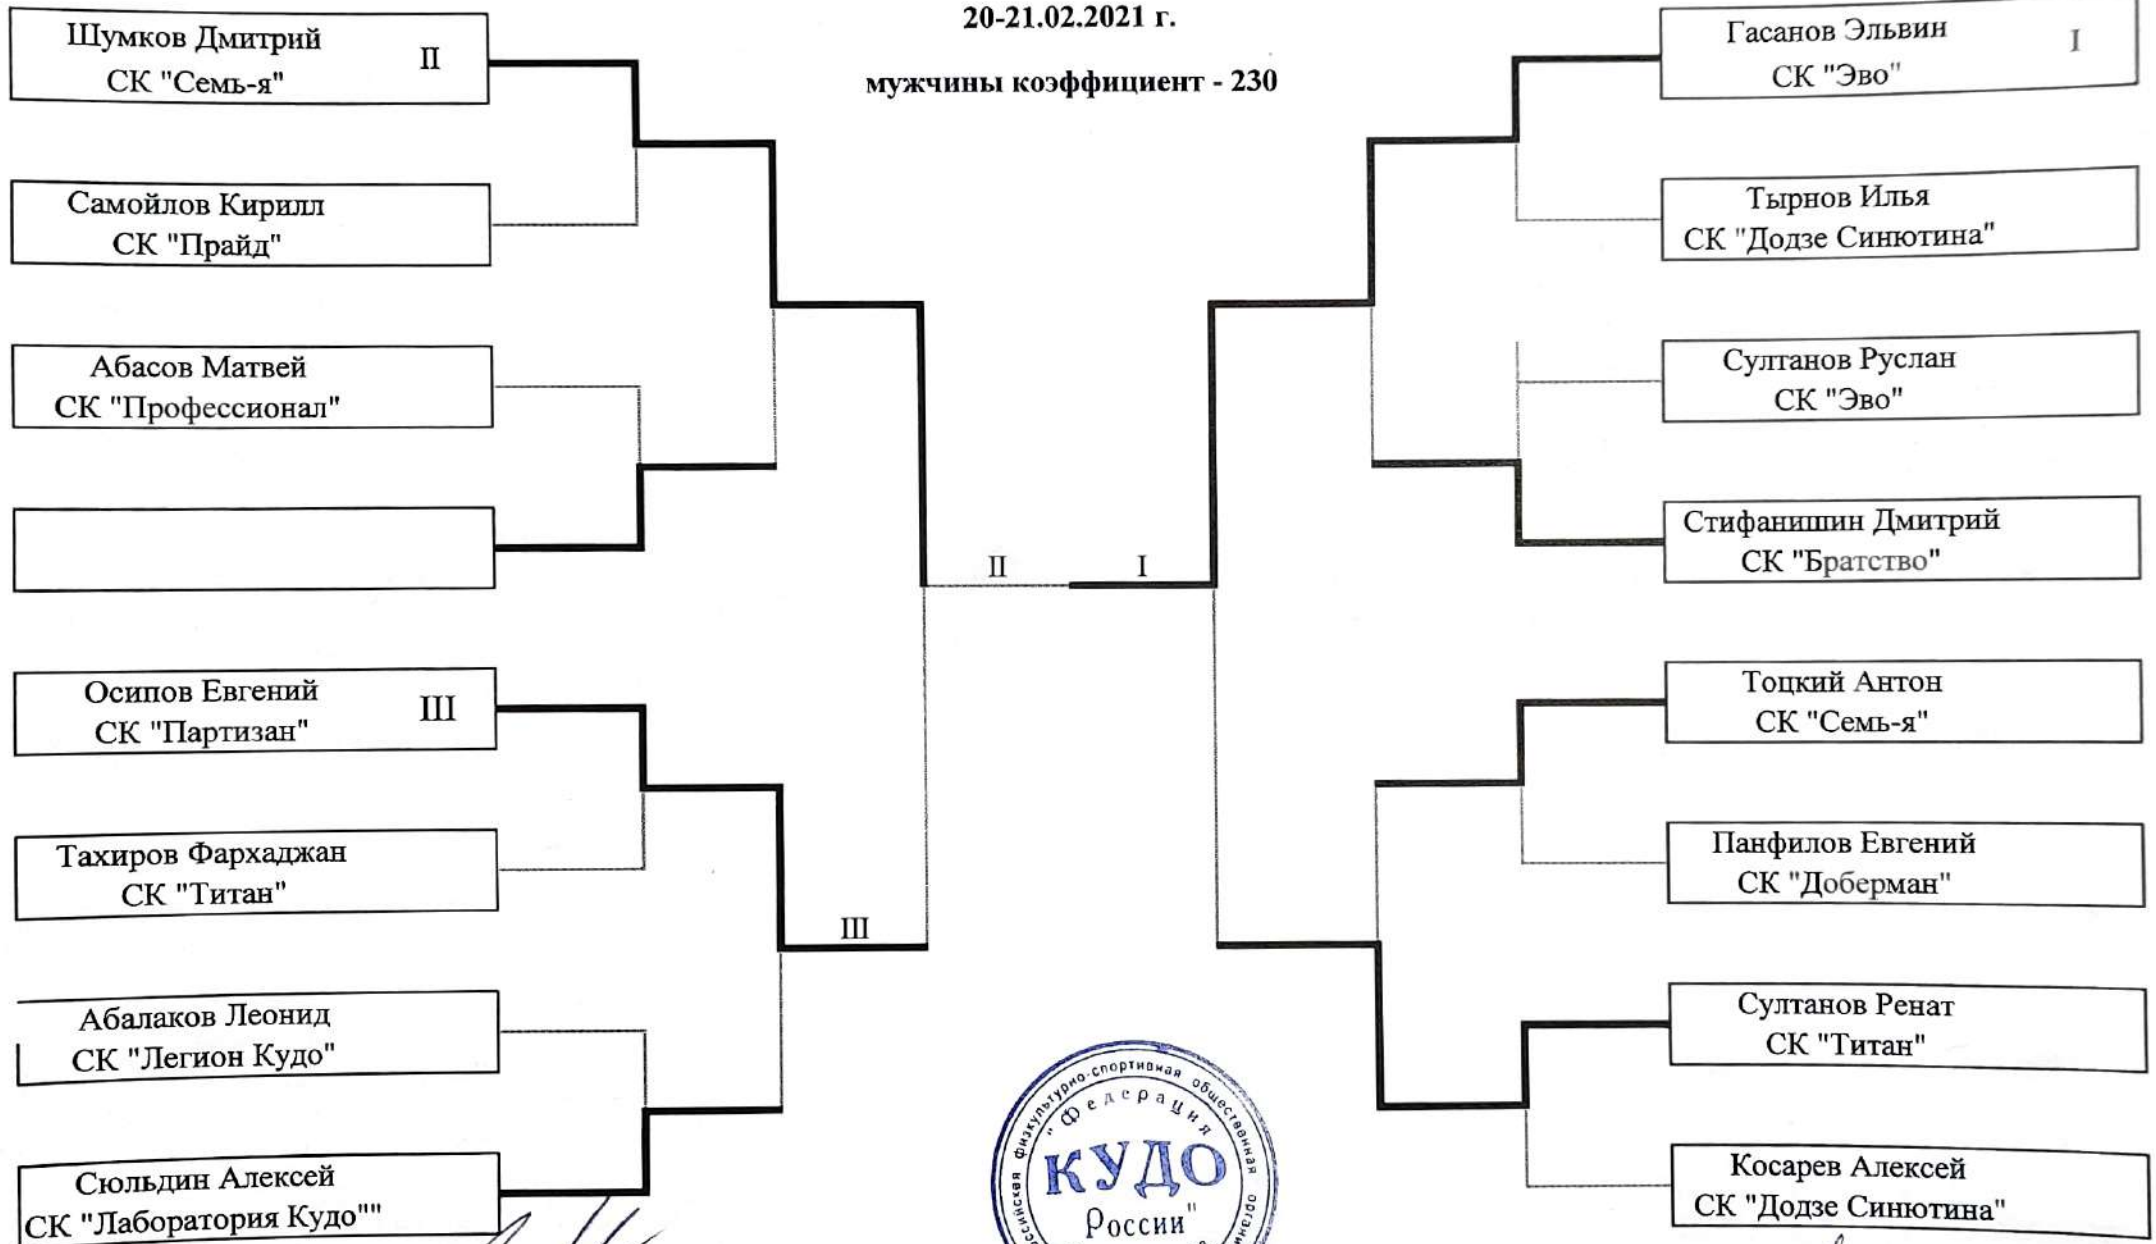 20-21.02.2021 г.
мужчины коэффициент - 230
Шумков Дмитрий
СК "Семь-я"
II
Самойлов Кирилл
СК "Прайд"
Абасов Матвей
СК "Профессионал"
Осипов Евгений
СК "Партизан"
III
Тахиров Фархаджан
СК "Титан"
Абалаков Леонид
СК "Легион Кудо"
Сюльдин Алексей
СК "Лаборатория Кудо""
II
I
III
Гасанов Эльвин
СК "Эво"
I
Тырнов Илья
СК "Додзе Синютина"
Султанов Руслан
СК "Эво"
Стифанишин Дмитрий
СК "Братство"
Тоцкий Антон
СК "Семь-я"
Панфилов Евгений
СК "Доберман"
Султанов Ренат
СК "Титан"
Косарев Алексей
СК "Додзе Синютина"
физкультурно-спортивная общественная
"Федерация
КУДО
России"